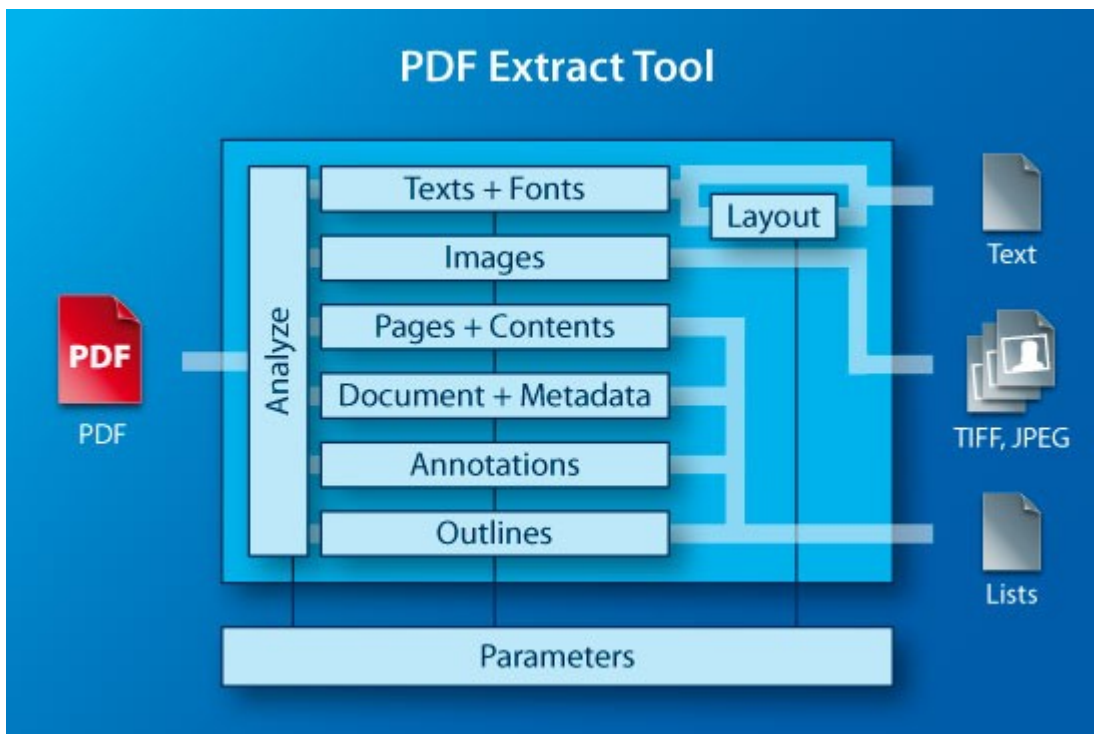 PDF Extract Tool
PDF
PDF
Analyze
Texts + Fonts
Images
Pages + Contents
Document + Metadata
Annotations
Outlines
Layout
Text
TIFF, JPEG
Lists
Parameters